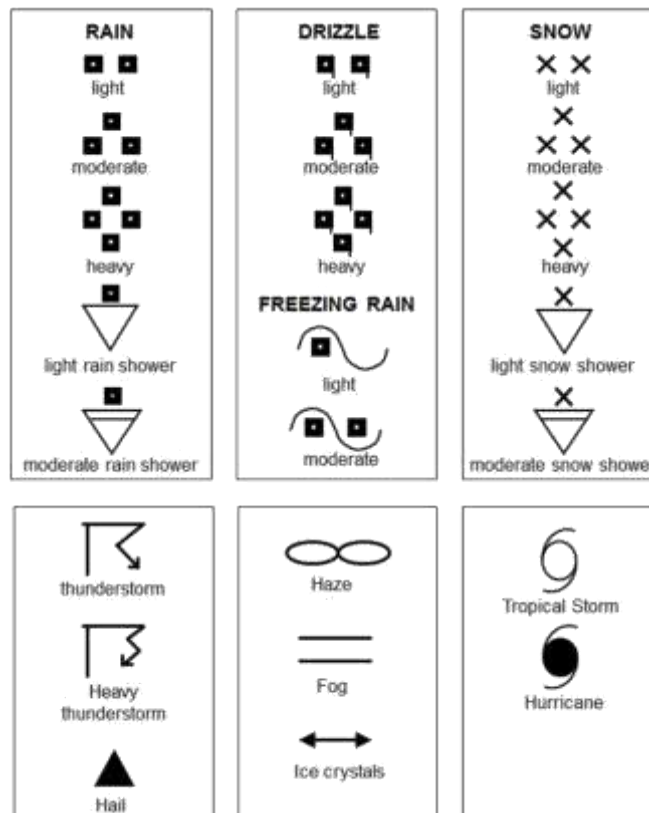 RAIN
light
moderate
heavy
light rain shower
moderate rain shower
DRIZZLE
light
moderate
heavy
FREEZING RAIN
light
moderate
SNOW
light
moderate
heavy
light snow shower
moderate snow showe
thunderstorm
Heavy
thunderstorm
Hail
Haze
Fog
Ice crystals
Tropical Storm
Hurricane